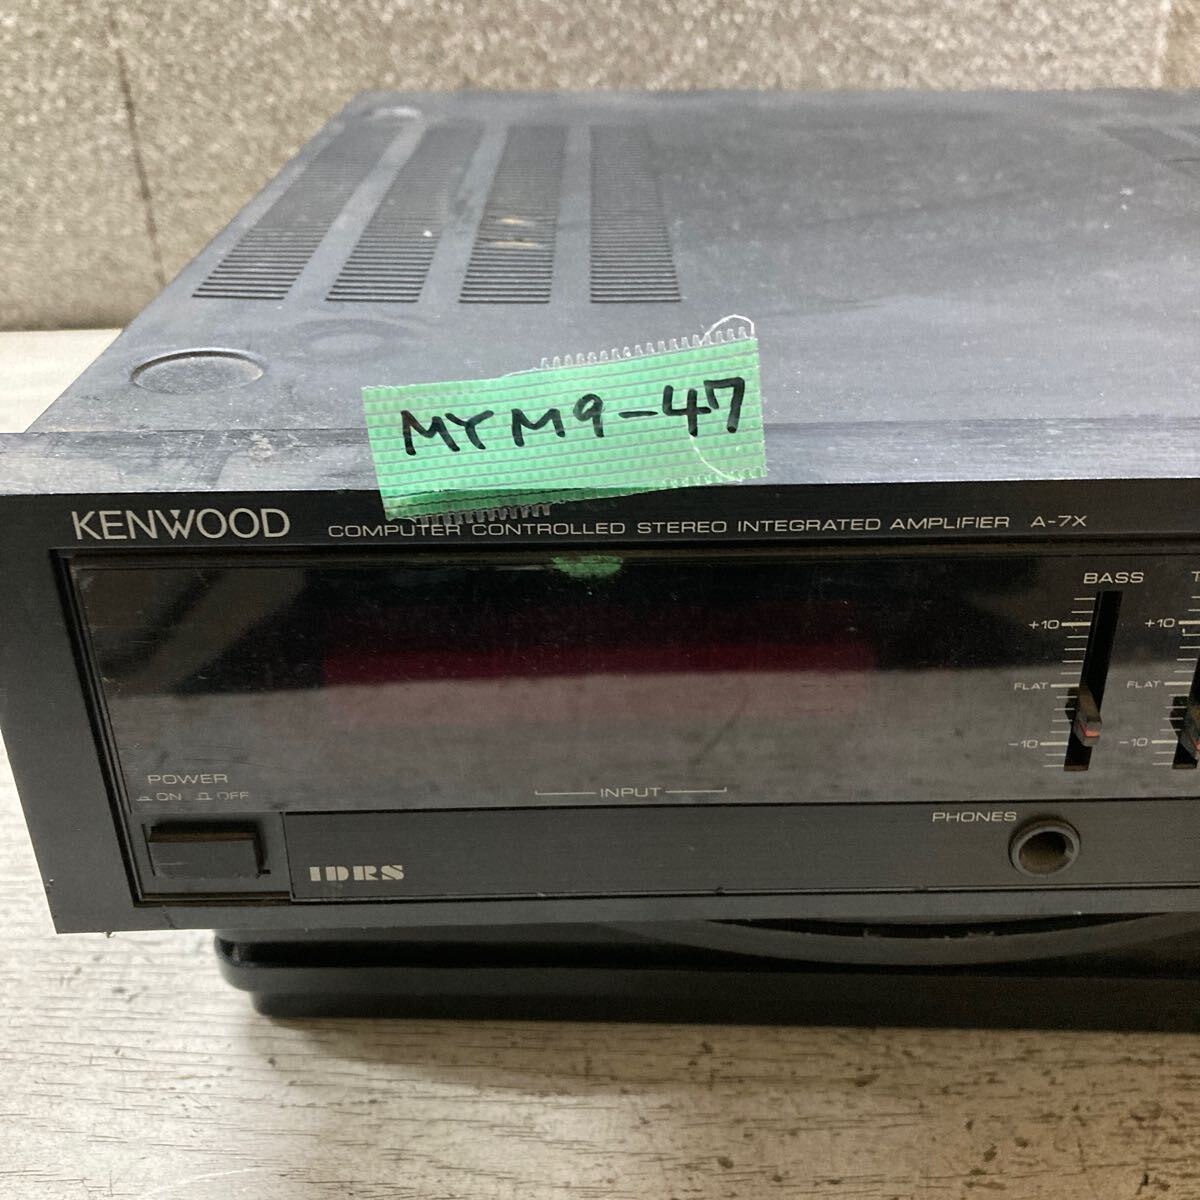 MYM9-47
KENWOOD COMPUTER CONTROLLED STEREO INTEGRATED AMPLIFIER A-7X
BASS T
+10 +10
FLAT FLAT
-10 -10
POWER
ON OFF
INPUT
PHONES
IDRS